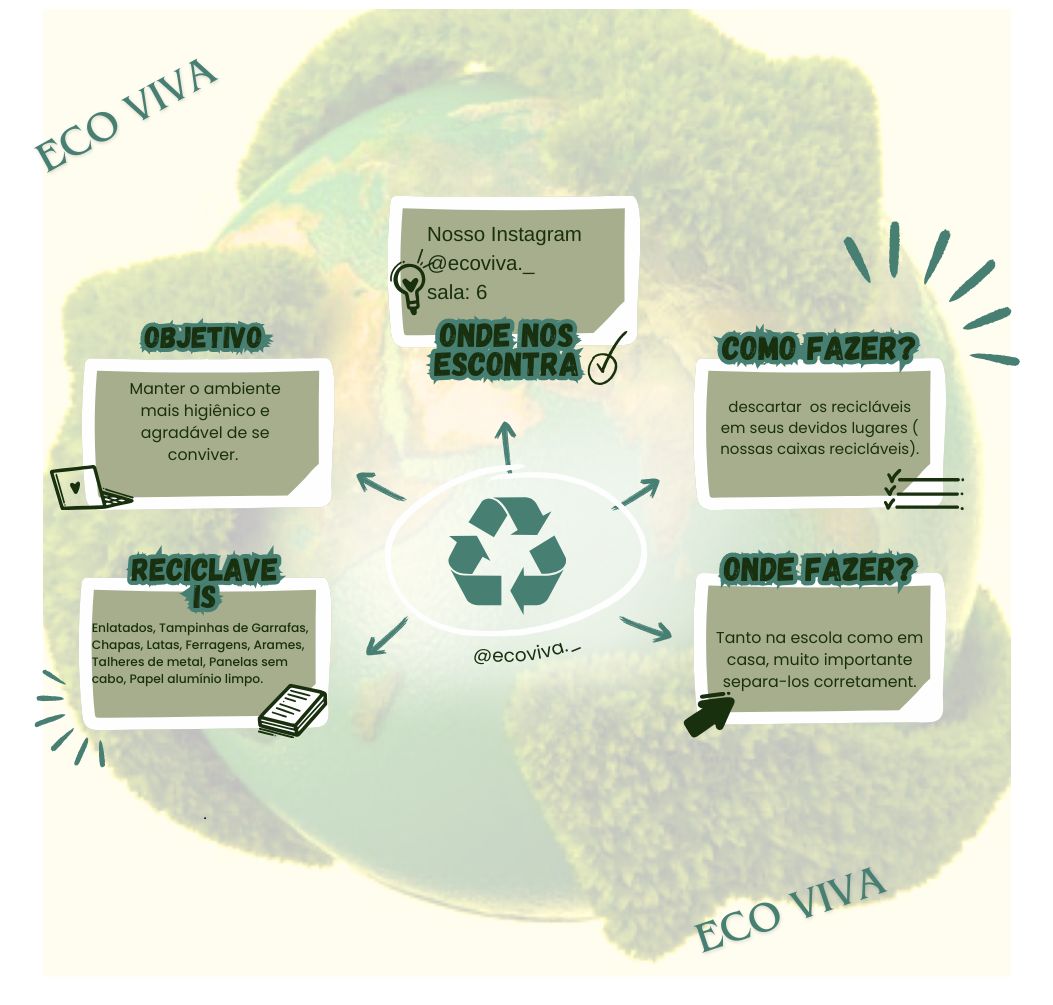 ECO VIVA
Nosso Instagram
@ecoviva._
sala: 6
ONDE NOS
ESCONTRA
OBJETIVO
Manter o ambiente
mais higiênico e
agradável de se
conviver.
COMO FAZER?
descartar  os recicláveis
em seus devidos lugares (
nossas caixas recicláveis).
RECICLAVE
IS
Enlatados, Tampinhas de Garrafas,
Chapas, Latas, Ferragens, Arames,
Talheres de metal, Panelas sem
cabo, Papel alumínio limpo.
@ecoviva._
ONDE FAZER?
Tanto na escola como em
casa, muito importante
separa-los corretament.
.
ECO VIVA